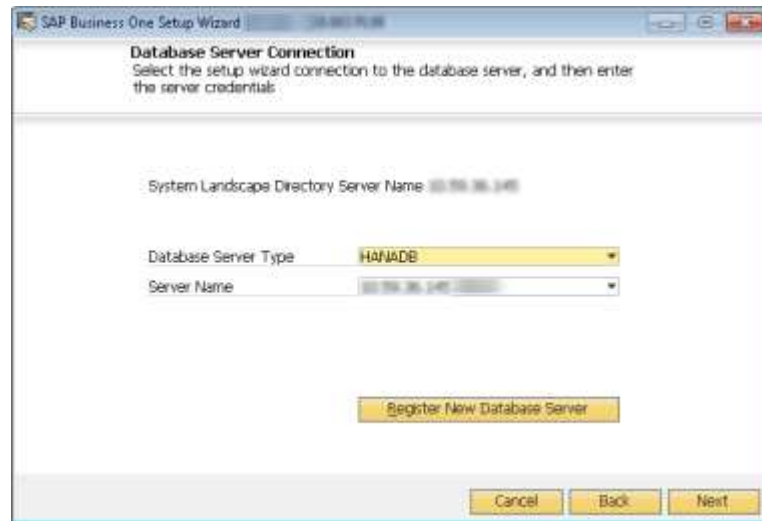 SAP Business One Setup Wizard
Database Server Connection
Select the setup wizard connection to the database server, and then enter
the server credentials
System Landscape Directory Server Name
Database Server Type HANADB
Server Name
Register New Database Server
Cancel Back Next